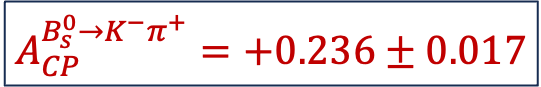 A_{CP}^{B_s^0→K^-π^+} = +0.236 ± 0.017